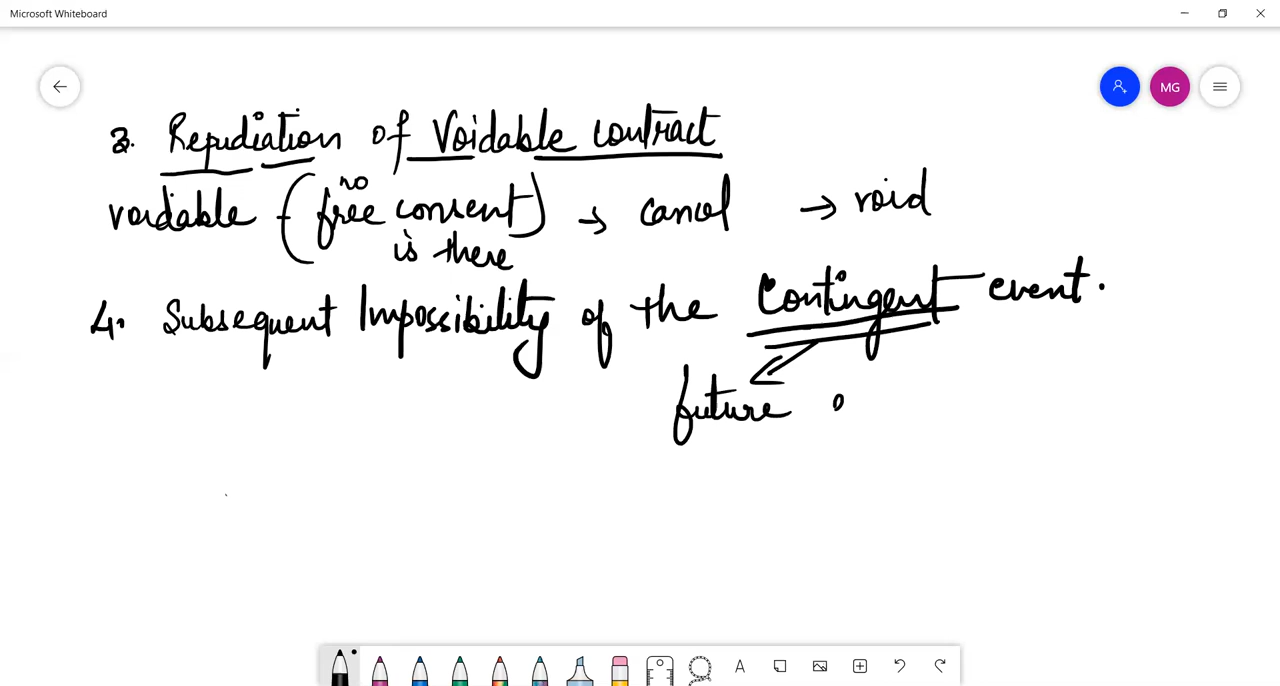 Microsoft Whiteboard
MG
3. Repudiation of Voidable contract
voidable - (no free consent is there) → cancel → void
4. Subsequent Impossibility of the Contingent event.
future o
A